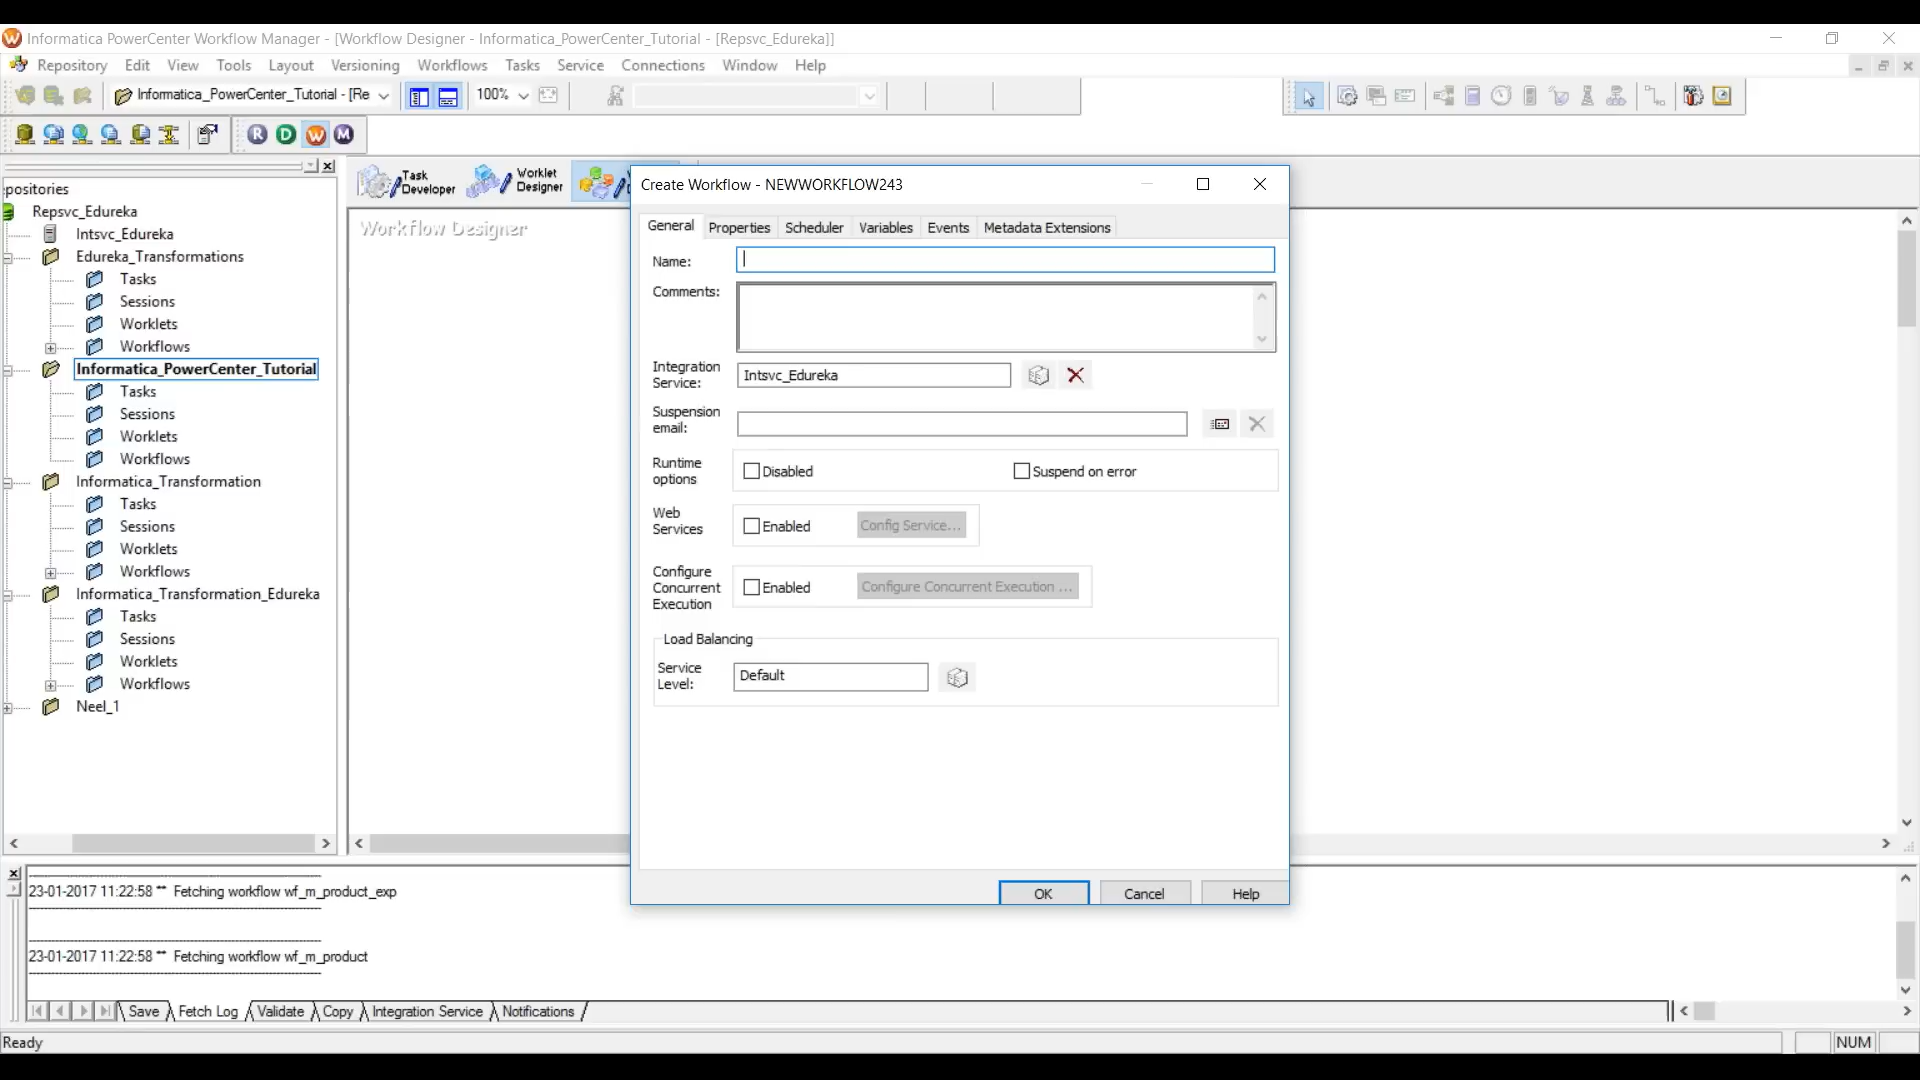 Informatica PowerCenter Workflow Manager - [Workflow Designer - Informatica_PowerCenter_Tutorial - [Repsvc_Edureka]]
Repository Edit View Tools Layout Versioning Workflows Tasks Service Connections Window Help
Informatica_PowerCenter_Tutorial - [Re 100%
R D W M
Task Developer
Worklet Designer
epositories
Repsvc_Edureka
Intsvc_Edureka
Edureka_Transformations
Tasks
Sessions
Worklets
Workflows
Informatica_PowerCenter_Tutorial
Tasks
Sessions
Worklets
Workflows
Informatica_Transformation
Tasks
Sessions
Worklets
Workflows
Informatica_Transformation_Edureka
Tasks
Sessions
Worklets
Workflows
Neel_1
Workflow Designer
Create Workflow - NEWWORKFLOW243
General Properties Scheduler Variables Events Metadata Extensions
Name:
Comments:
Integration Service: Intsvc_Edureka
Suspension email:
Runtime options Disabled Suspend on error
Web Services Enabled Config Service...
Configure Concurrent Execution Enabled Configure Concurrent Execution ...
Load Balancing
Service Level: Default
OK Cancel Help
23-01-2017 11:22:58 ** Fetching workflow wf_m_product_exp
23-01-2017 11:22:58 ** Fetching workflow wf_m_product
Save Fetch Log Validate Copy Integration Service Notifications
Ready NUM